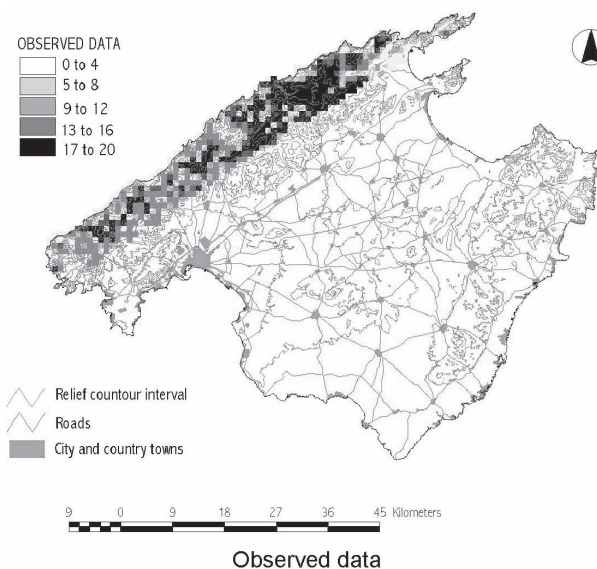 OBSERVED DATA
0 to 4
5 to 8
9 to 12
13 to 16
17 to 20
Relief countour interval
Roads
City and country towns
9 0 9 18 27 36 45 Kilometers
Observed data